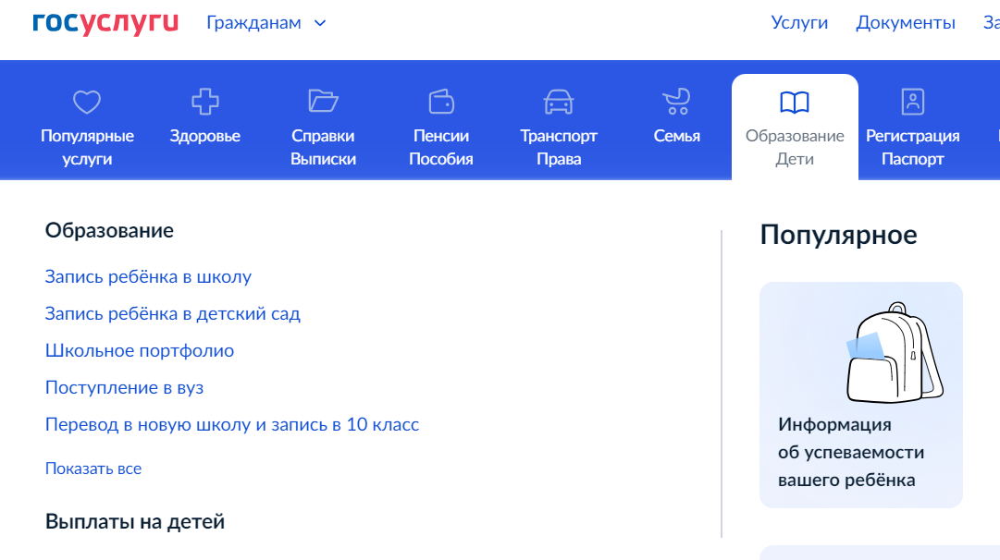 госуслуги
Гражданам
Услуги
Документы
Популярные
услуги
Здоровье
Справки
Выписки
Пенсии
Пособия
Транспорт
Права
Семья
Образование
Дети
Регистрация
Паспорт
Образование
Запись ребёнка в школу
Запись ребёнка в детский сад
Школьное портфолио
Поступление в вуз
Перевод в новую школу и запись в 10 класс
Показать все
Выплаты на детей
Популярное
Информация
об успеваемости
вашего ребёнка